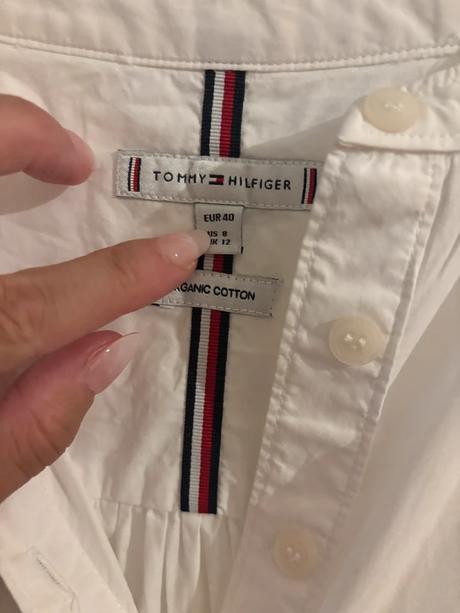 TOMMY HILFIGER
EUR 40
US 8
UK 12
ORGANIC COTTON